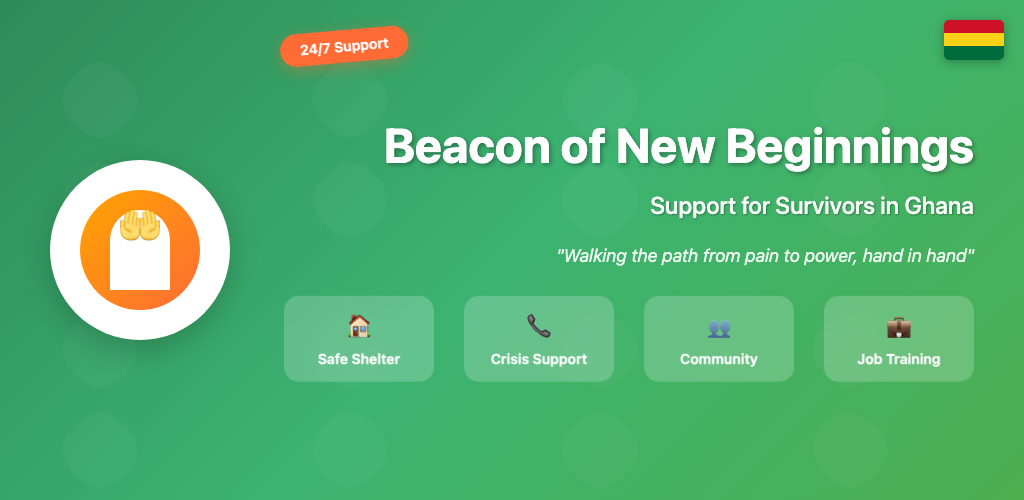 24/7 Support
Beacon of New Beginnings
Support for Survivors in Ghana
"Walking the path from pain to power, hand in hand"
Safe Shelter
Crisis Support
Community
Job Training